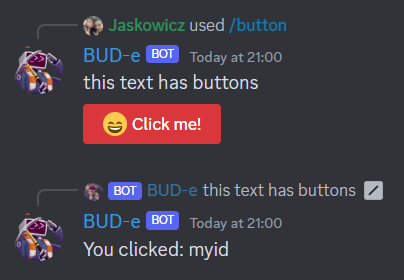 Jaskowicz used /button
BUD-e BOT Today at 21:00
this text has buttons
Click me!
BOT BUD-e this text has buttons
BUD-e BOT Today at 21:00
You clicked: myid